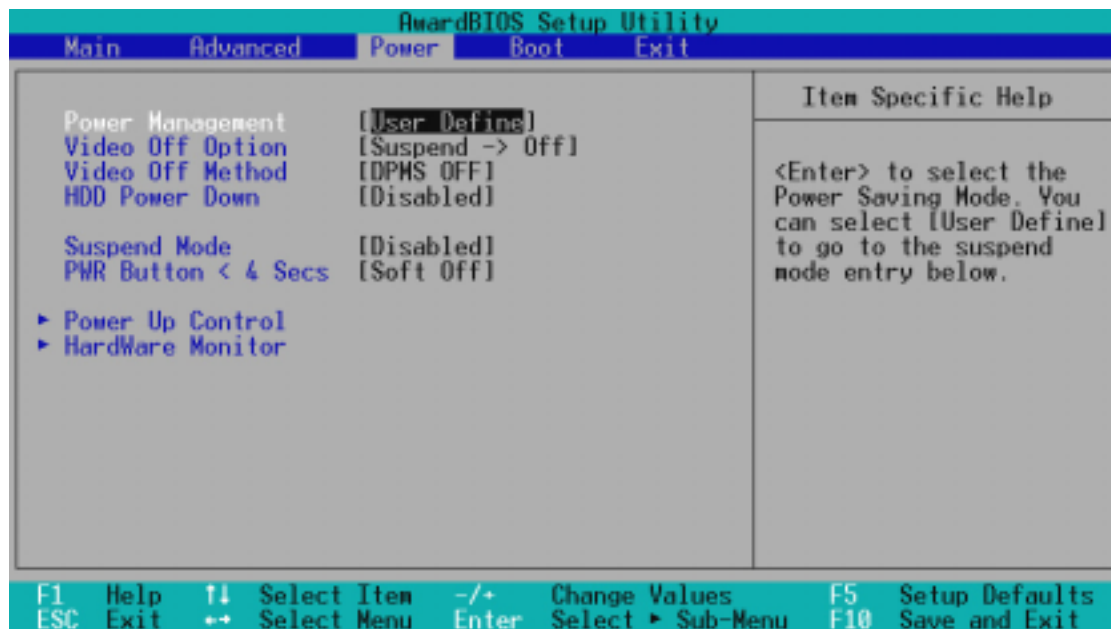 AwardBIOS Setup Utility
Main Advanced Power Boot Exit
Item Specific Help
Power Management [User Define]
Video Off Option [Suspend -> Off]
Video Off Method [DPMS OFF]
HDD Power Down [Disabled]
Suspend Mode [Disabled]
PWR Button < 4 Secs [Soft Off]
► Power Up Control
► HardWare Monitor
<Enter> to select the
Power Saving Mode. You
can select [User Define]
to go to the suspend
mode entry below.
F1 Help ↑↓ Select Item -/+ Change Values F5 Setup Defaults
ESC Exit ←→ Select Menu Enter Select ► Sub-Menu F10 Save and Exit